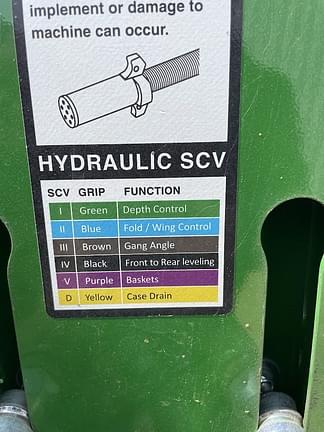 implement or damage to
machine can occur.
HYDRAULIC SCV
SCV GRIP FUNCTION
I Green Depth Control
II Blue Fold / Wing Control
III Brown Gang Angle
IV Black Front to Rear leveling
V Purple Baskets
D Yellow Case Drain